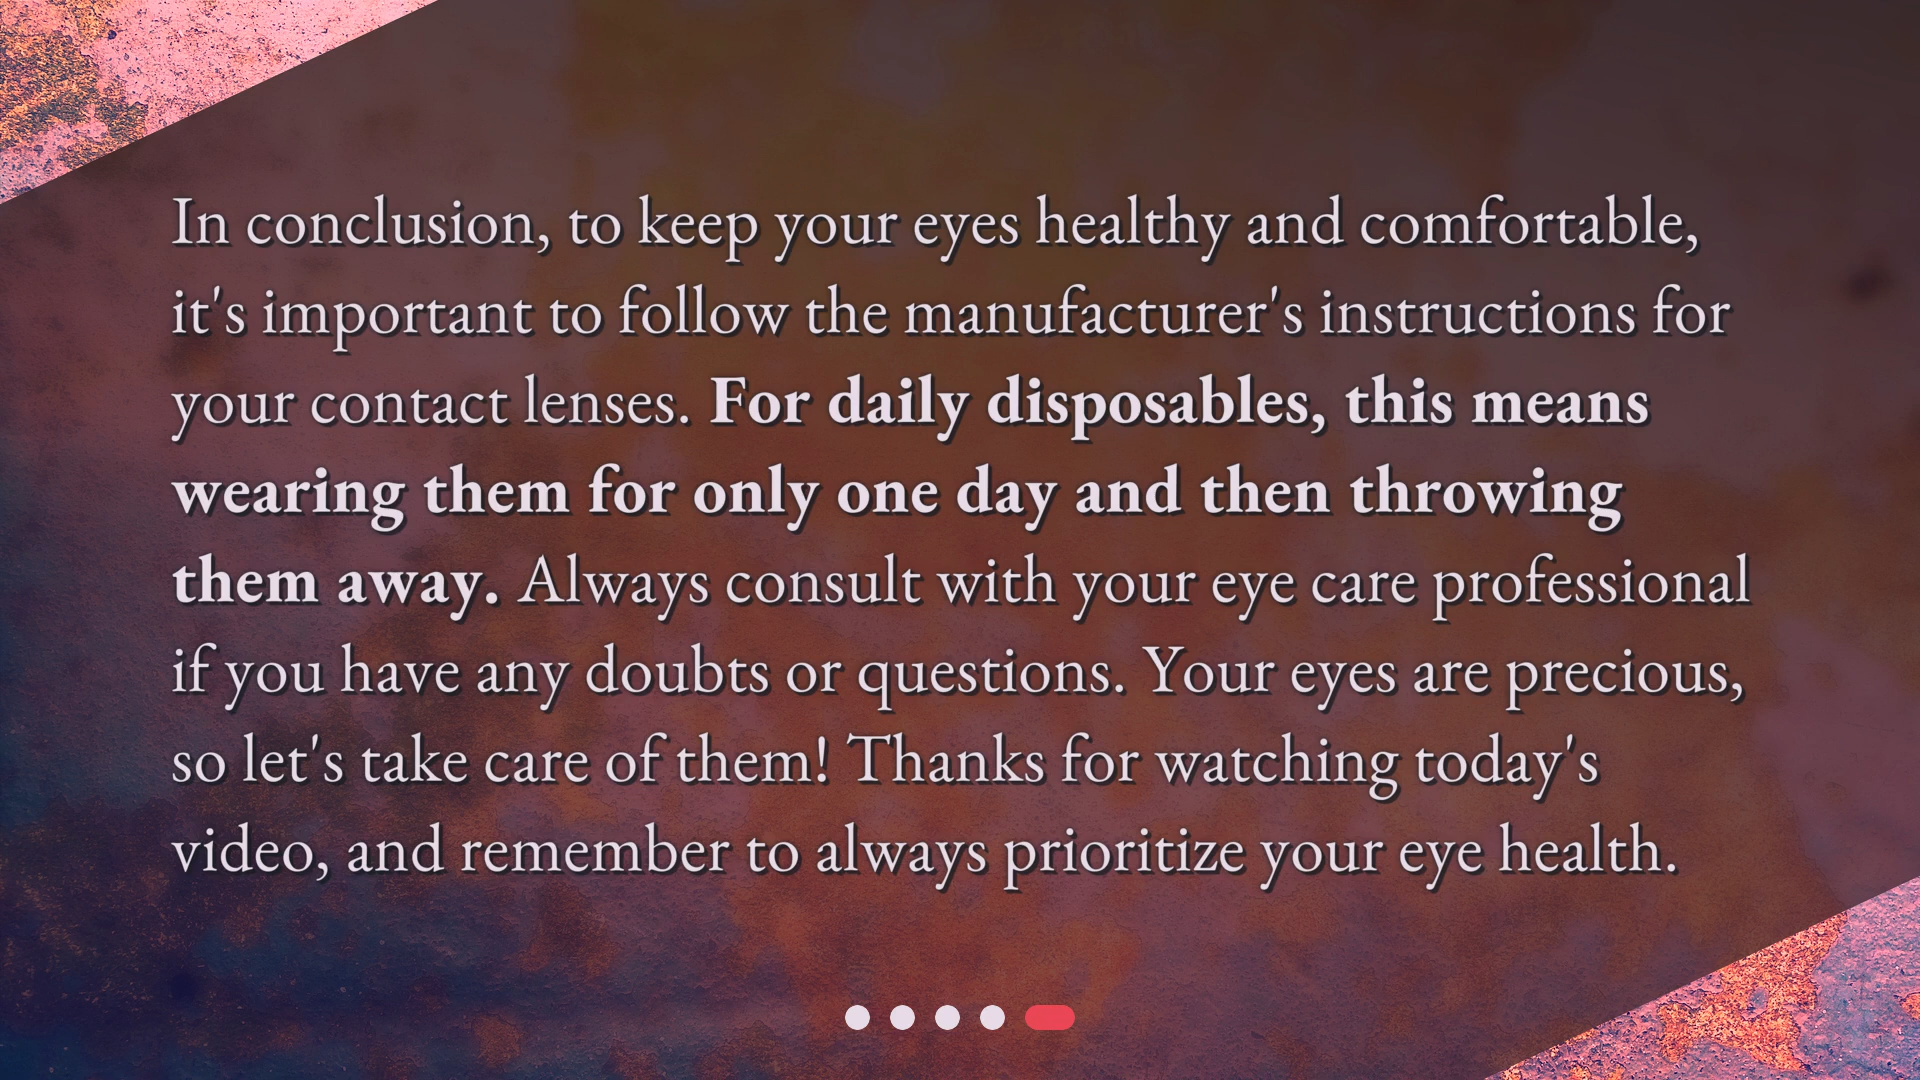 In conclusion, to keep your eyes healthy and comfortable,
it's important to follow the manufacturer's instructions for
your contact lenses. For daily disposables, this means
wearing them for only one day and then throwing
them away. Always consult with your eye care professional
if you have any doubts or questions. Your eyes are precious,
so let's take care of them! Thanks for watching today's
video, and remember to always prioritize your eye health.